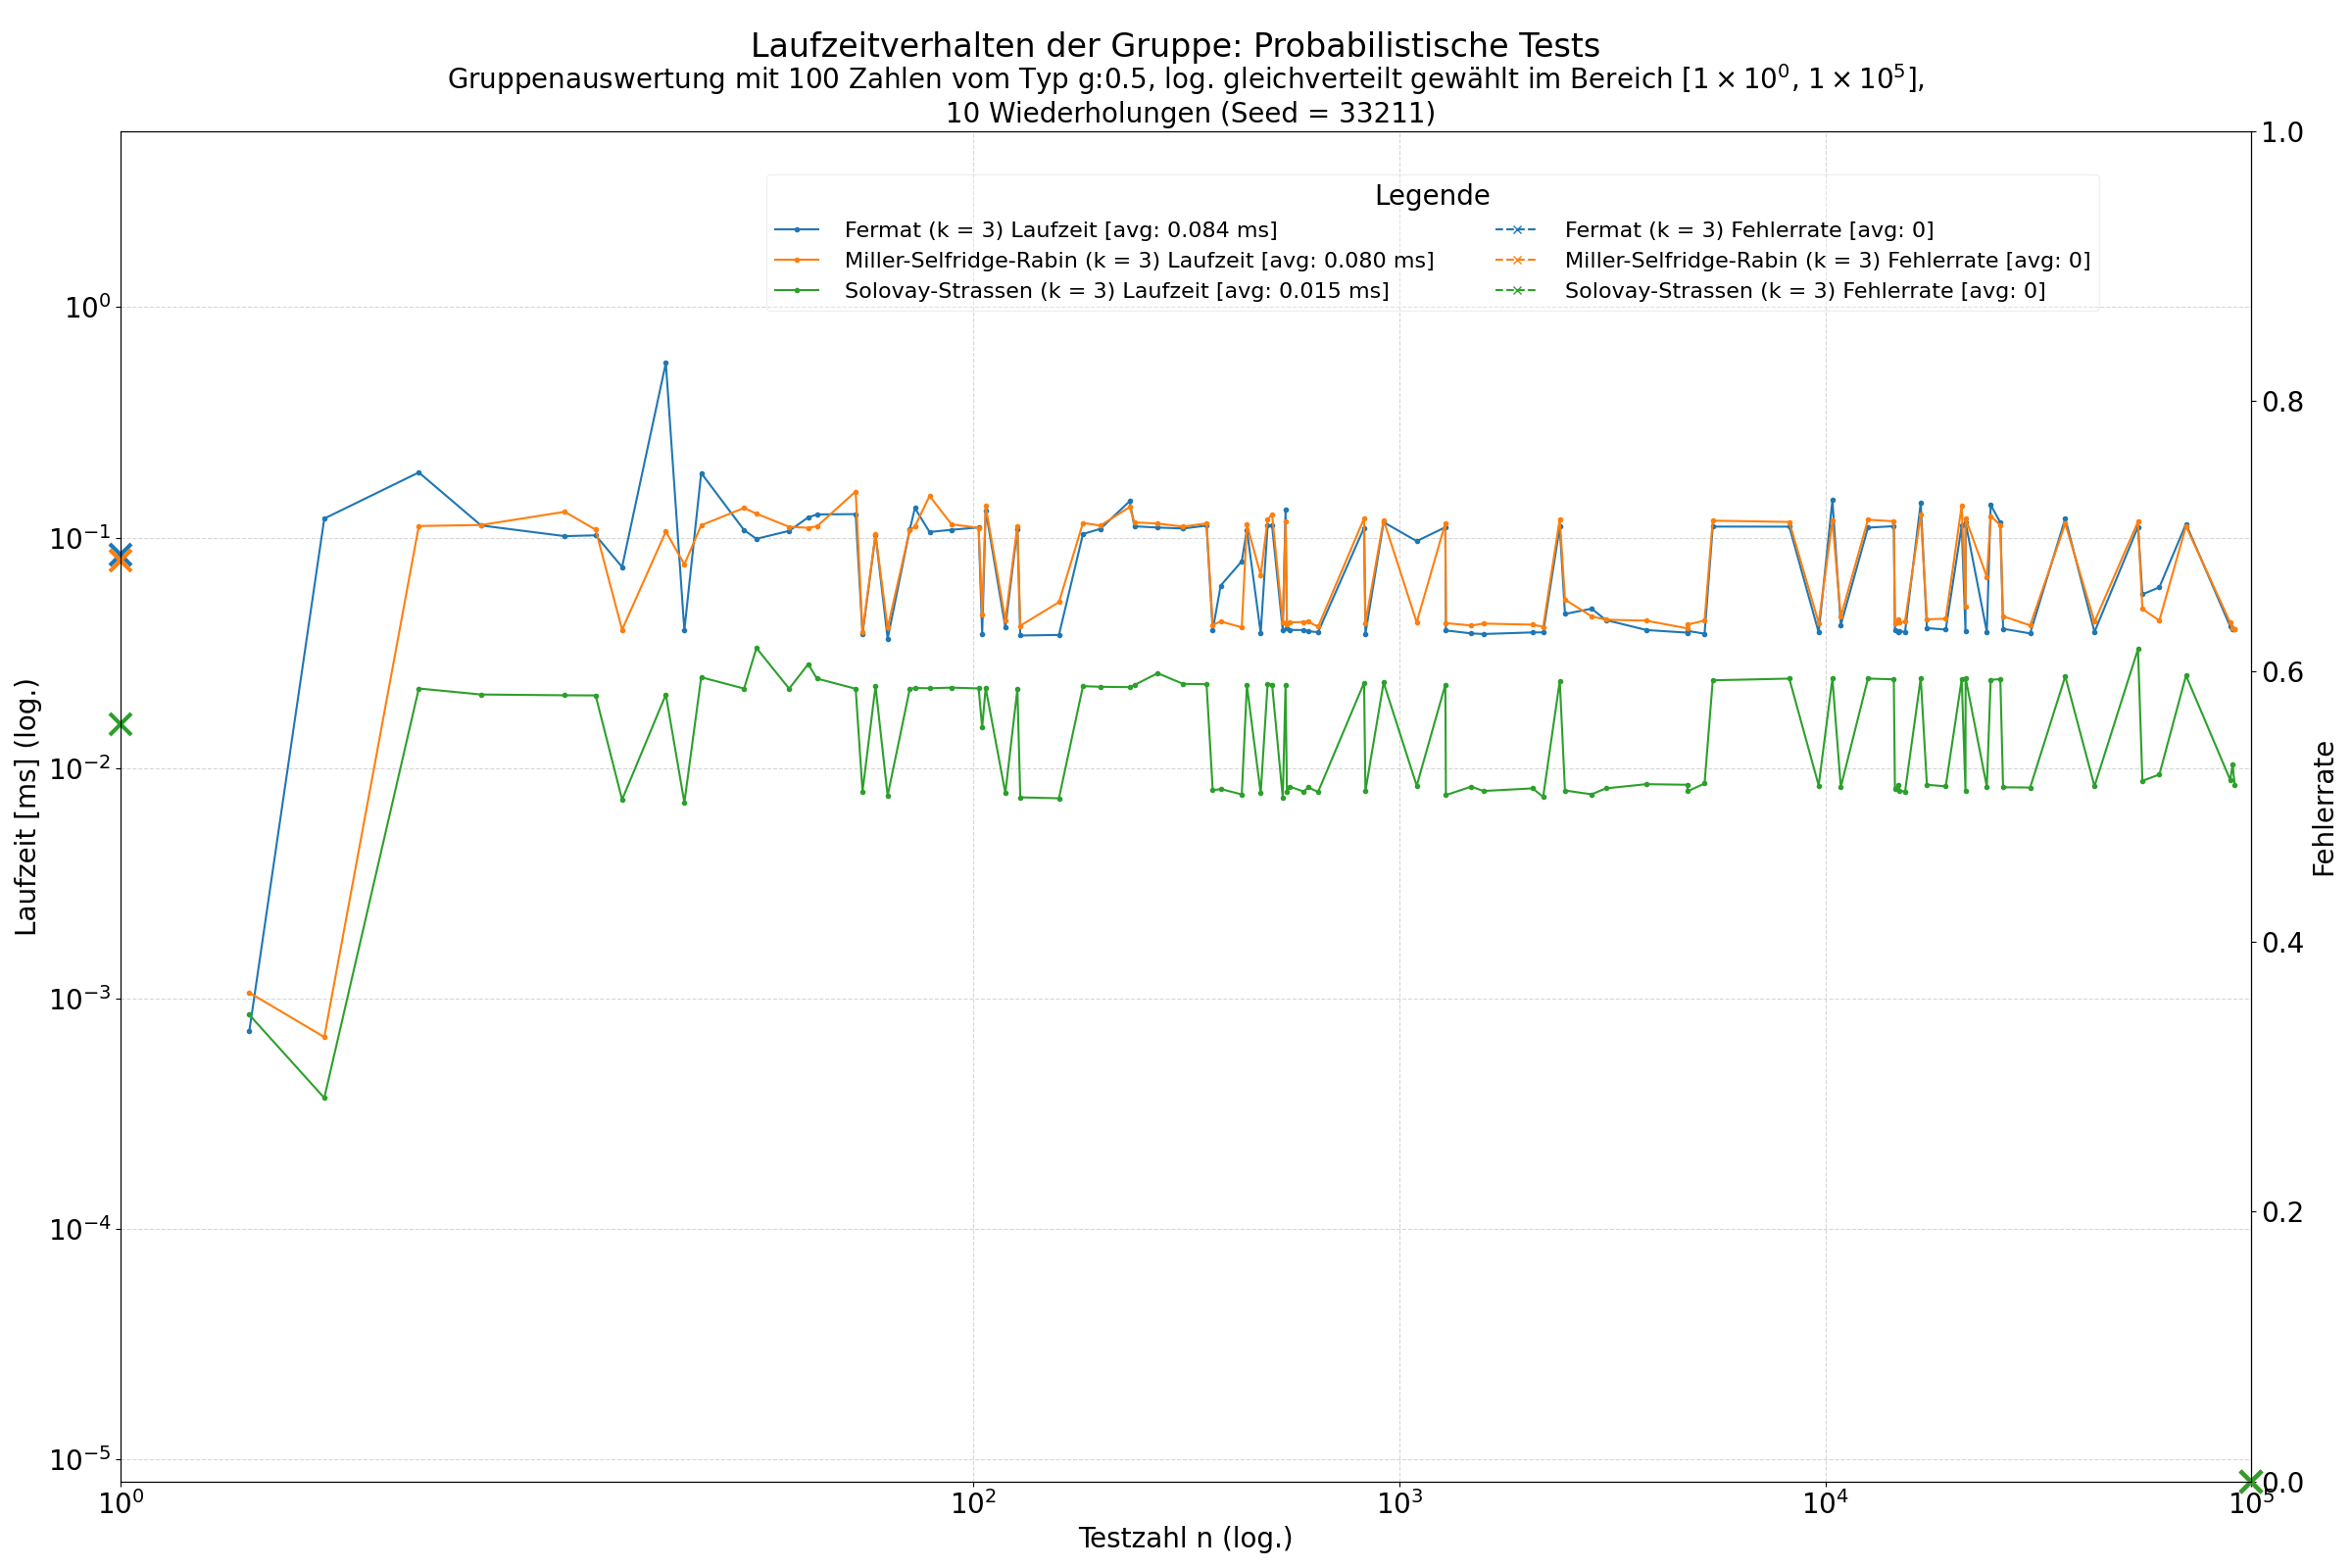 Laufzeitverhalten der Gruppe: Probabilistische Tests
Gruppenauswertung mit 100 Zahlen vom Typ g:0.5, log. gleichverteilt gewählt im Bereich [1 × 10⁰, 1 × 10⁵],
10 Wiederholungen (Seed = 33211)
Legende
Fermat (k = 3) Laufzeit [avg: 0.084 ms]
Miller-Selfridge-Rabin (k = 3) Laufzeit [avg: 0.080 ms]
Solovay-Strassen (k = 3) Laufzeit [avg: 0.015 ms]
Fermat (k = 3) Fehlerrate [avg: 0]
Miller-Selfridge-Rabin (k = 3) Fehlerrate [avg: 0]
Solovay-Strassen (k = 3) Fehlerrate [avg: 0]
Laufzeit [ms] (log.)
10⁰
10⁻¹
10⁻²
10⁻³
10⁻⁴
10⁻⁵
10⁰
10²
10³
10⁴
10⁵
Testzahl n (log.)
1.0
0.8
0.6
0.4
0.2
0.0
Fehlerrate